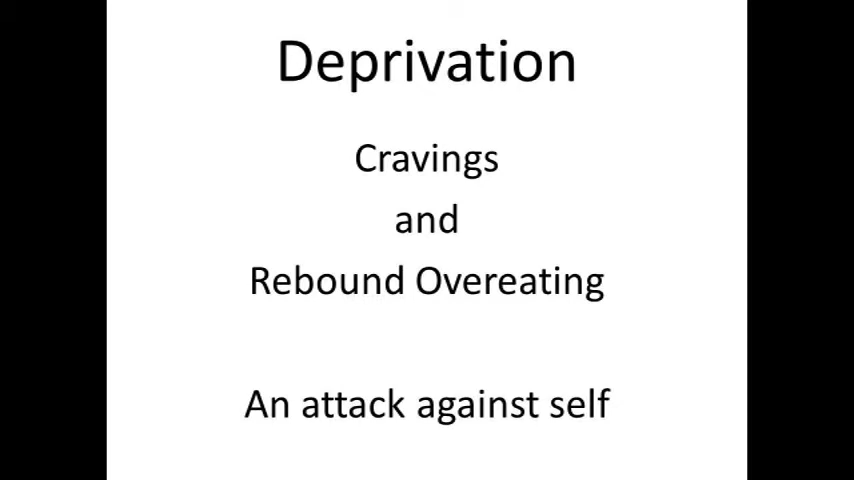 Deprivation
Cravings
and
Rebound Overeating
An attack against self